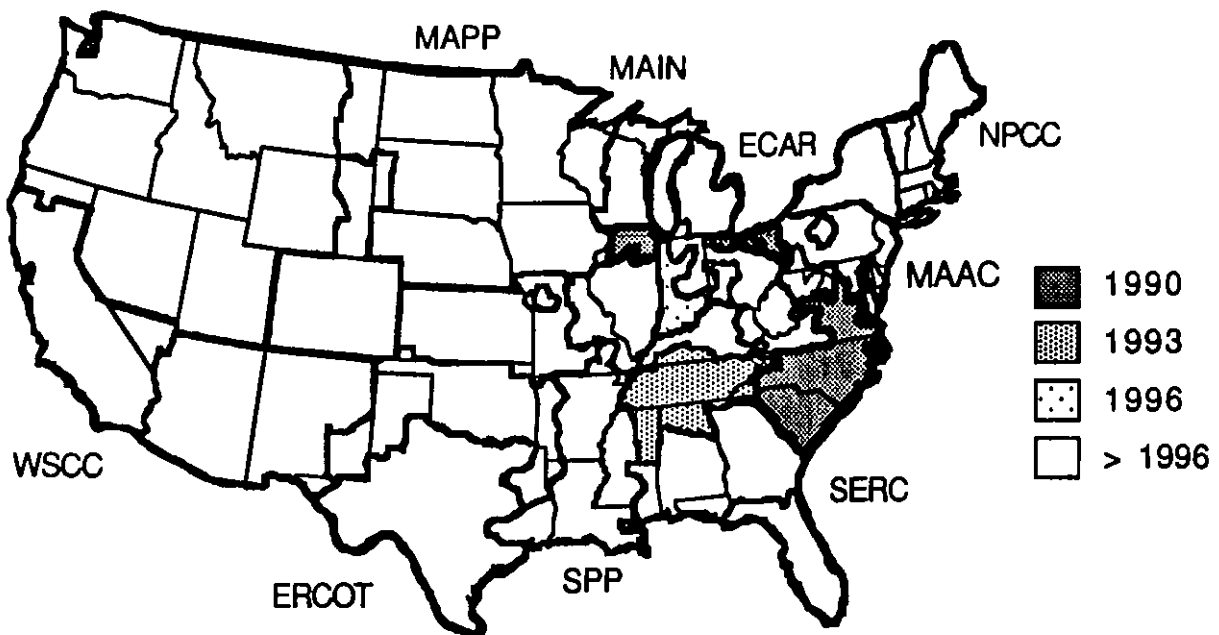 MAPP
MAIN
ECAR
NPCC
MAAC
WSCC
SERC
ERCOT
SPP
1990
1993
1996
> 1996